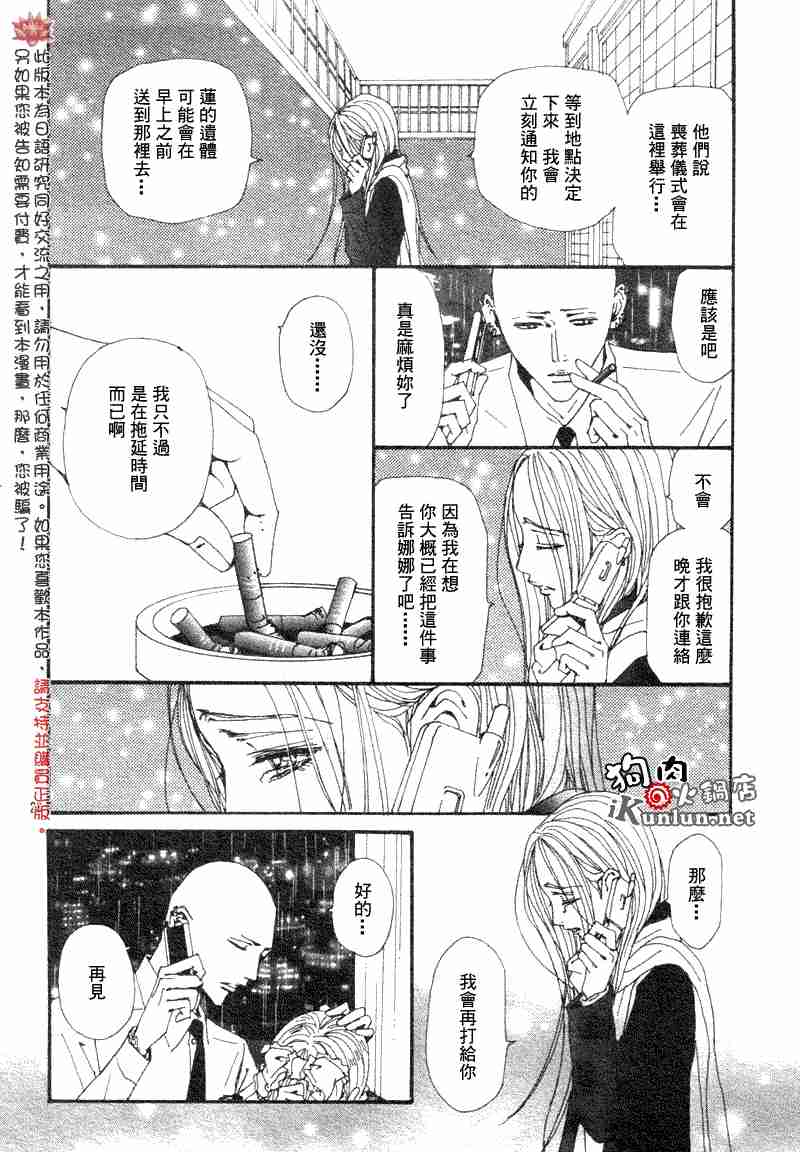 他們說
喪葬儀式會在
這裡舉行…
等到地點決定
下來 我會
立刻通知你的
蓮的遺體
可能會在
早上之前
送到那裡去…
應該是吧
真是麻煩妳了
還沒……
我只不過
是在拖延時間
而已啊
不會
我很抱歉這麼
晚才跟你連絡
因為我在想
你大概已經把這件事
告訴娜娜了吧……
那麼…
我會再打給你
好的…
再見
狗肉
火鍋店
iKunlun.net
此版本為日語研究同好交流之用，請勿用於任何商業用途。如果您喜歡本作品，請支持並購買正版。
另如果您被告知需要付費，才能看到本漫畫，那麼，您被騙了！